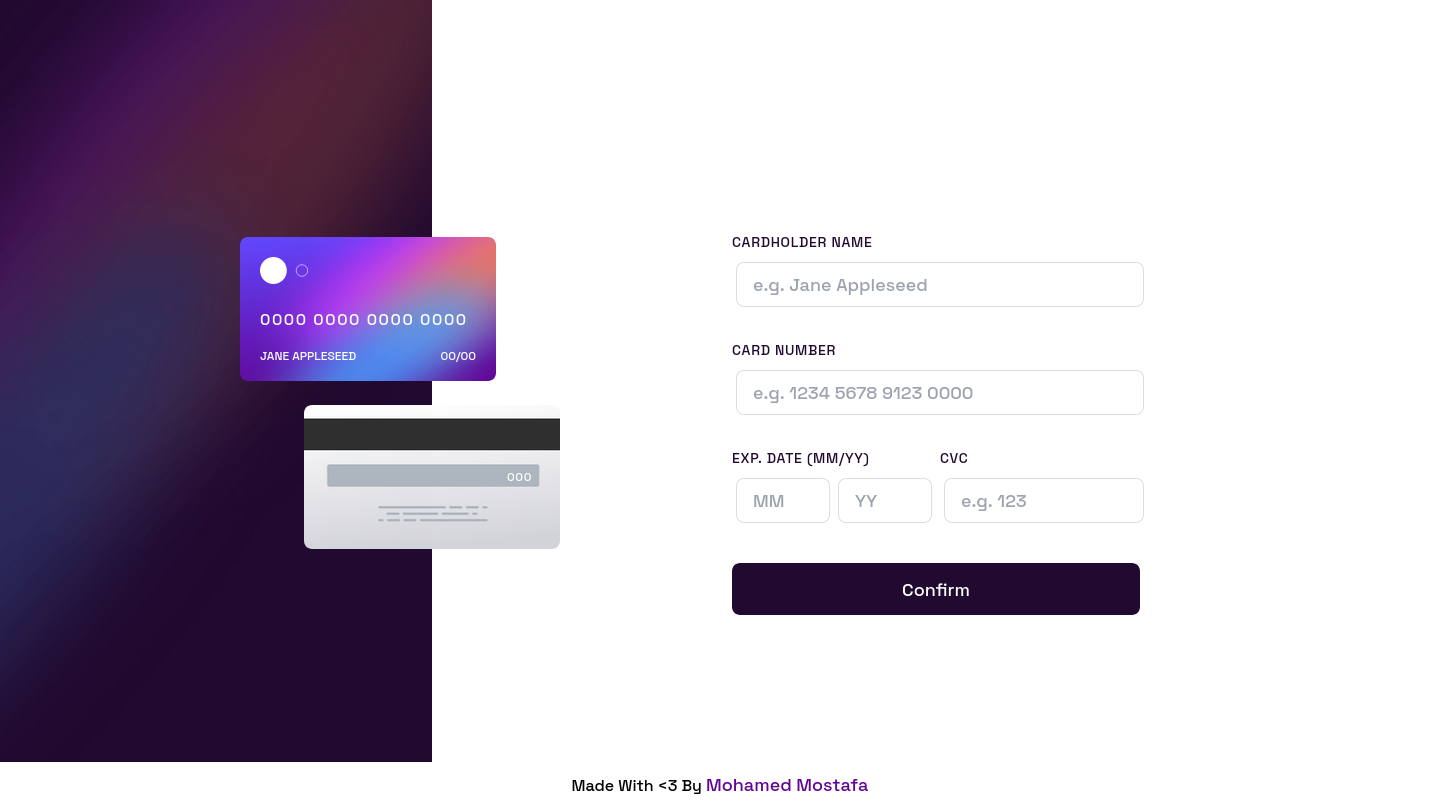 0000 0000 0000 0000
JANE APPLESEED 00/00
000
CARDHOLDER NAME
e.g. Jane Appleseed
CARD NUMBER
e.g. 1234 5678 9123 0000
EXP. DATE (MM/YY) CVC
MM YY e.g. 123
Confirm
Made With <3 By Mohamed Mostafa